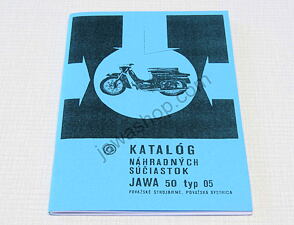 KATALÓG
NÁHRADNÝCH
SÚČIASTOK
JAWA 50 typ 05
POVAŽSKÉ STROJÁRNE, POVAŽSKÁ BYSTRICA
jawashop.com